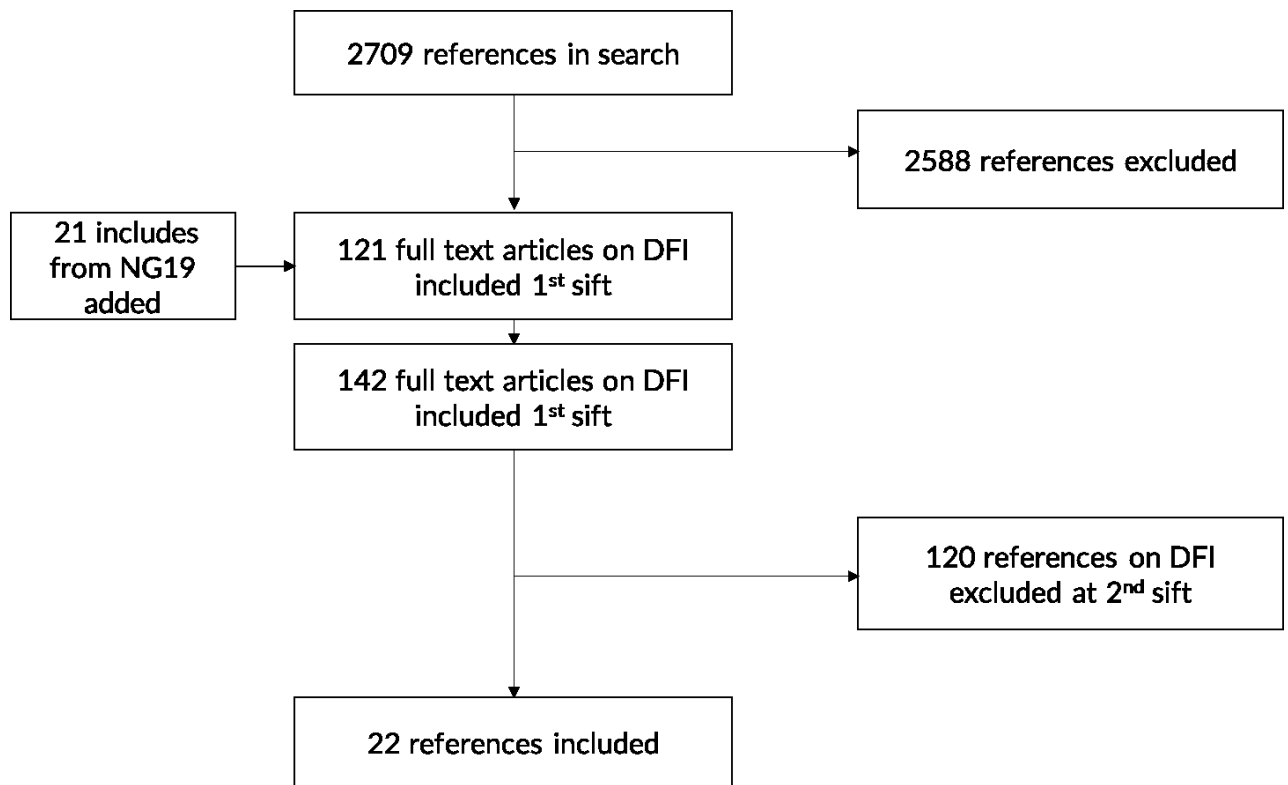 2709 references in search
2588 references excluded
21 includes
from NG19
added
121 full text articles on DFI
included 1st sift
142 full text articles on DFI
included 1st sift
120 references on DFI
excluded at 2nd sift
22 references included